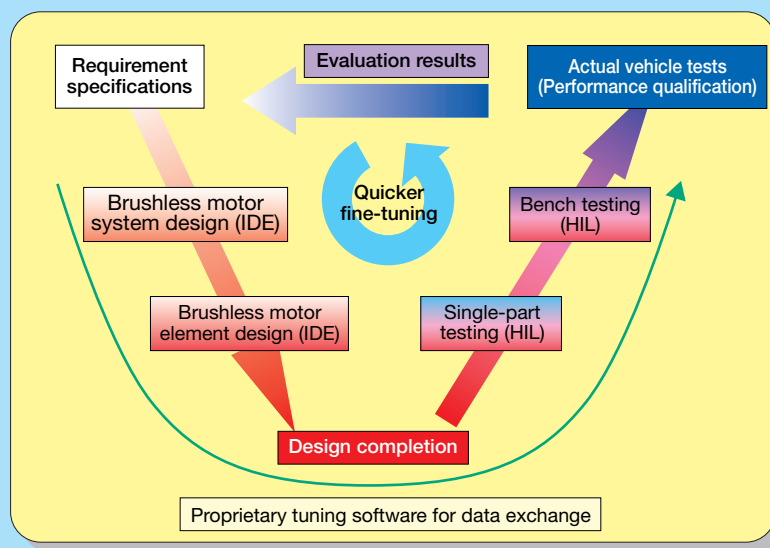 Requirement
specifications
Evaluation results
Actual vehicle tests
(Performance qualification)
Quicker
fine-tuning
Brushless motor
system design (IDE)
Bench testing
(HIL)
Brushless motor
element design (IDE)
Single-part
testing (HIL)
Design completion
Proprietary tuning software for data exchange